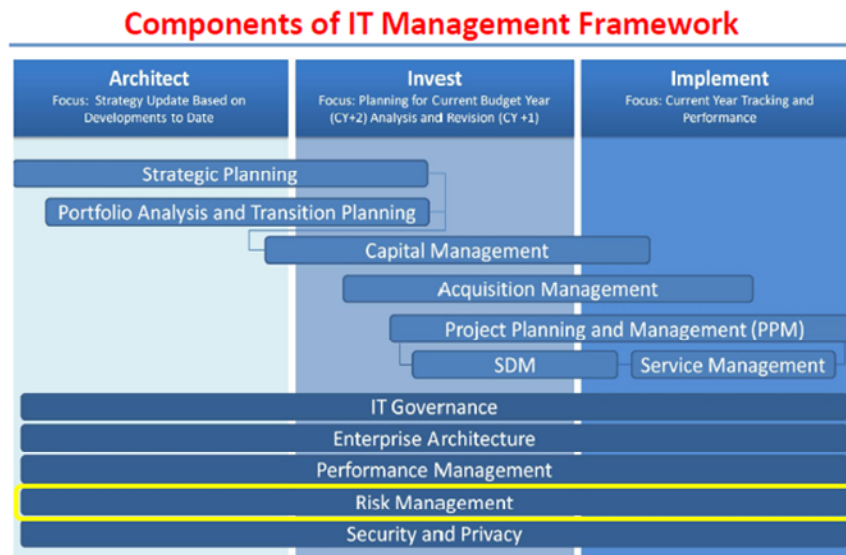 Components of IT Management Framework
Architect
Focus: Strategy Update Based on
Developments to Date
Invest
Focus: Planning for Current Budget Year
(CY+2) Analysis and Revision (CY +1)
Implement
Focus: Current Year Tracking and
Performance
Strategic Planning
Portfolio Analysis and Transition Planning
Capital Management
Acquisition Management
Project Planning and Management (PPM)
SDM
Service Management
IT Governance
Enterprise Architecture
Performance Management
Risk Management
Security and Privacy